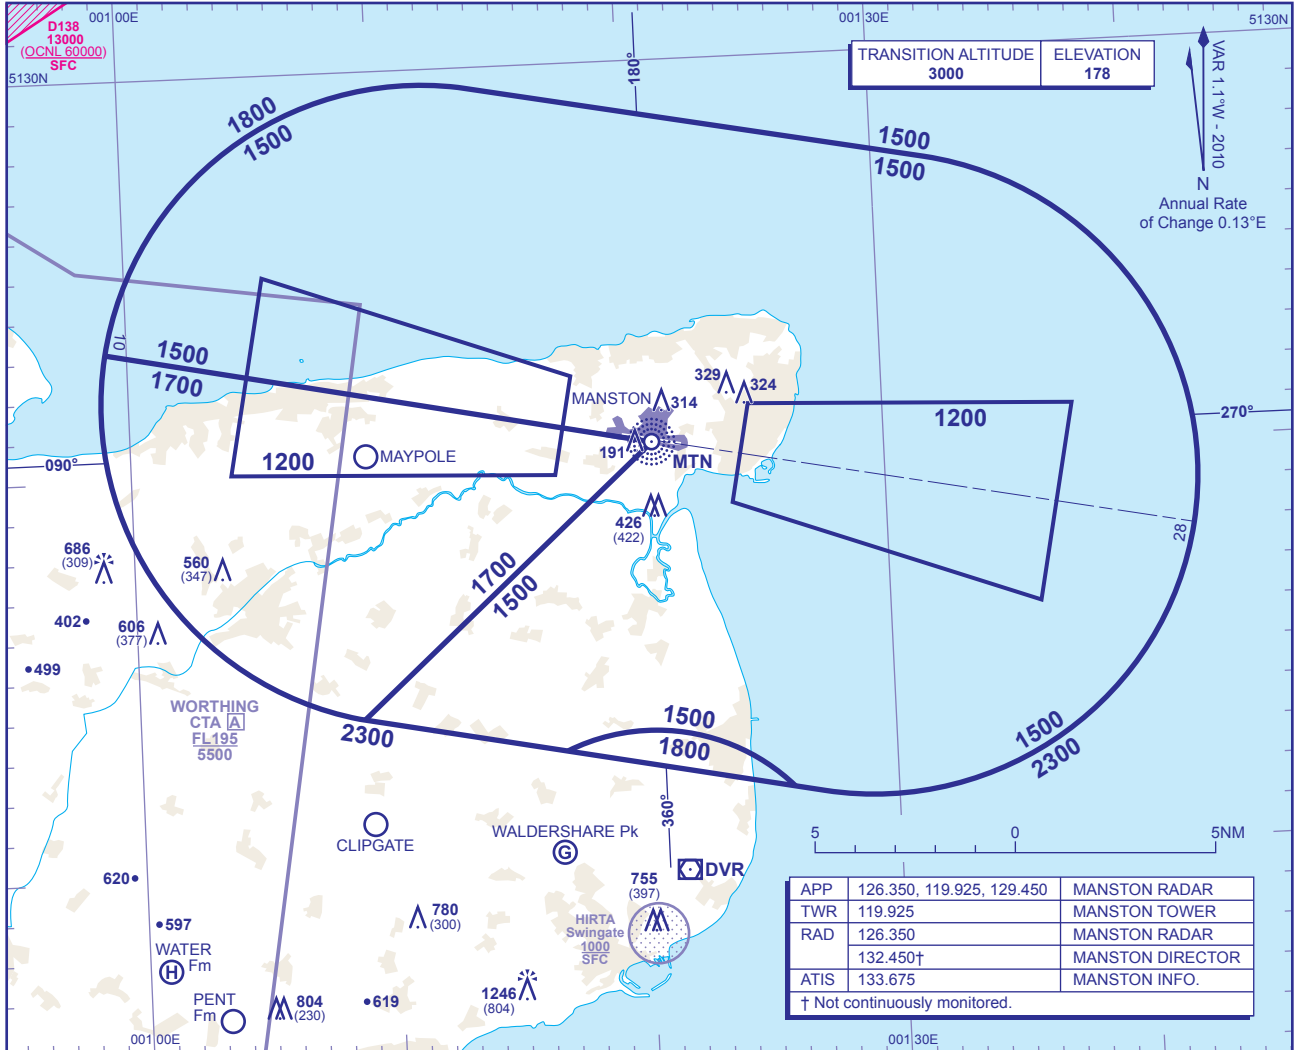 001 00E
001 30E
5130N
D138
13000
(OCNL 60000)
SFC
5130N
180°
TRANSITION ALTITUDE
3000
ELEVATION
178
VAR 1.1°W - 2010
N
Annual Rate
of Change 0.13°E
1800
1500
1500
1500
10
1500
1700
MANSTON
314
329
324
191
MTN
1200
270°
090°
1200
MAYPOLE
426
(422)
28
686
(309)
560
(347)
402
606
(377)
499
1700
1500
WORTHING
CTA A
FL195
5500
2300
1500
1800
1500
2300
360°
CLIPGATE
WALDERSHARE Pk
G
DVR
755
(397)
HIRTA
Swingate
1000
SFC
620
597
WATER
Fm
H
PENT
Fm
780
(300)
804
(230)
619
1246
(804)
5 0 5NM
APP 126.350, 119.925, 129.450 MANSTON RADAR
TWR 119.925 MANSTON TOWER
RAD 126.350 MANSTON RADAR
132.450† MANSTON DIRECTOR
ATIS 133.675 MANSTON INFO.
† Not continuously monitored.
001 00E
001 30E